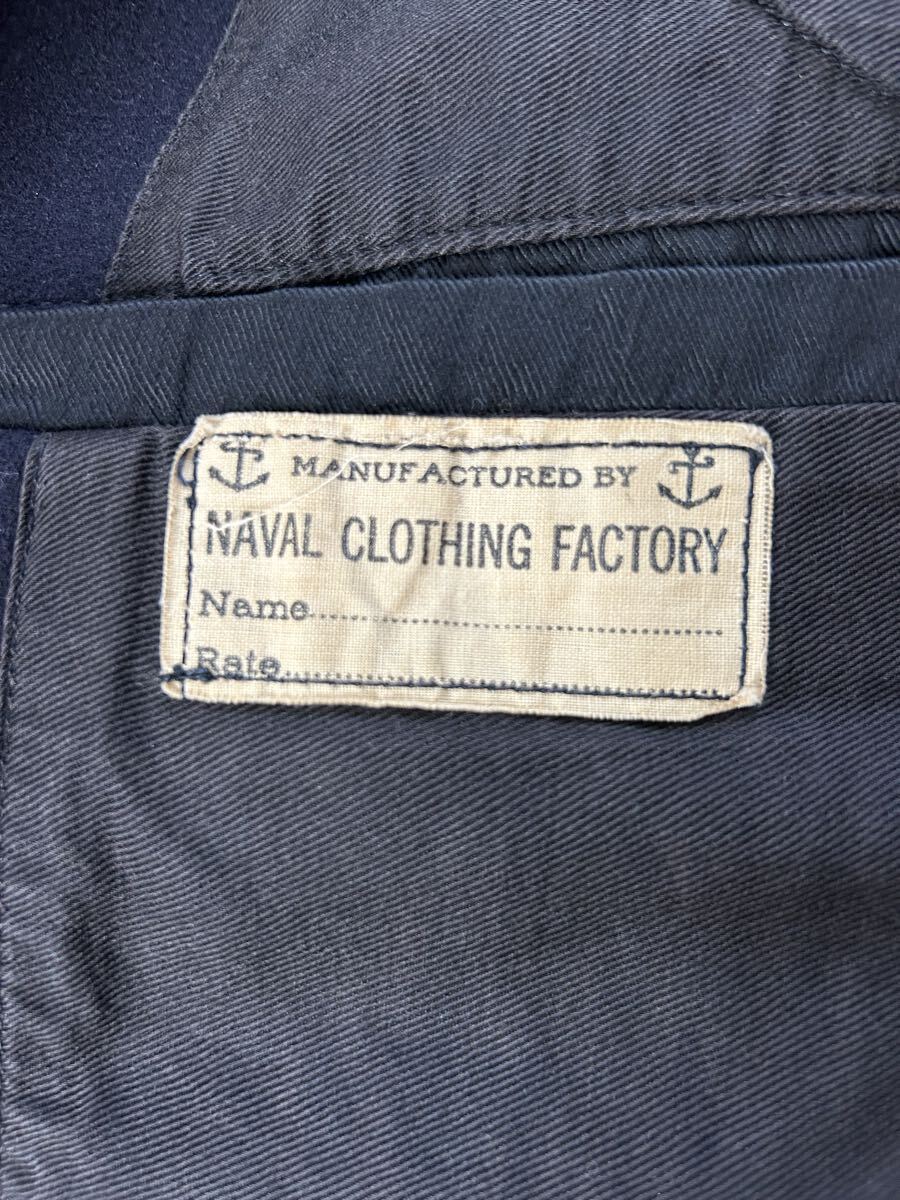 MANUFACTURED BY
NAVAL CLOTHING FACTORY
Name
Rate